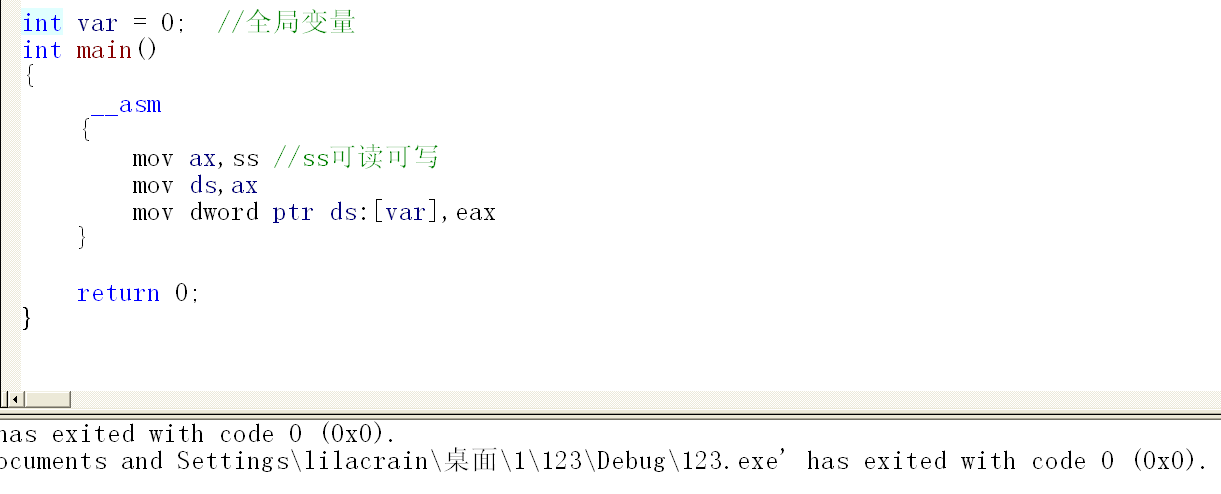 int var = 0;  //全局变量
int main()
{
     __asm
    {
        mov ax,ss //ss可读可写
        mov ds,ax
        mov dword ptr ds:[var],eax
    }
    return 0;
}
has exited with code 0 (0x0).
ocuments and Settings\lilacrain\桌面\1\123\Debug\123.exe' has exited with code 0 (0x0).